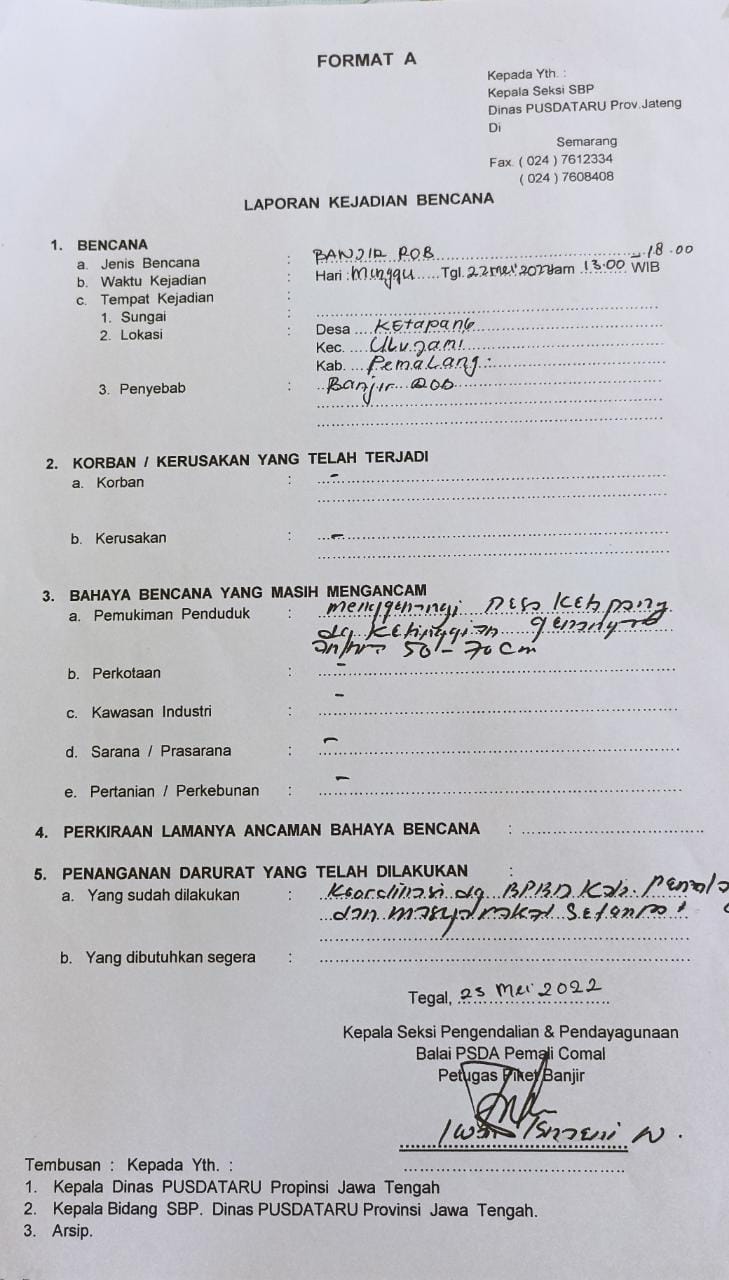 FORMAT A
Kepada Yth. :
Kepala Seksi SBP
Dinas PUSDATARU Prov.Jateng
Di
Semarang
Fax. ( 024 ) 7612334
( 024 ) 7608408
LAPORAN KEJADIAN BENCANA
1. BENCANA
a. Jenis Bencana : BANJIR ROB
b. Waktu Kejadian : Hari : Minggu Tgl. 22 mei 2022 Jam 13.00 – 18.00 WIB
c. Tempat Kejadian :
1. Sungai :
2. Lokasi : Desa Ketapang
Kec. Ulujami
Kab. Pemalang.
3. Penyebab : Banjir ROB
2. KORBAN / KERUSAKAN YANG TELAH TERJADI
a. Korban : -
b. Kerusakan : -
3. BAHAYA BENCANA YANG MASIH MENGANCAM
a. Pemukiman Penduduk : menggenangi Desa Ketapang
dg Ketinggian
antara 50 - 70 cm
b. Perkotaan : -
c. Kawasan Industri : -
d. Sarana / Prasarana : -
e. Pertanian / Perkebunan : -
4. PERKIRAAN LAMANYA ANCAMAN BAHAYA BENCANA :
5. PENANGANAN DARURAT YANG TELAH DILAKUKAN :
a. Yang sudah dilakukan : Koordinasi dg BPBD Kab. Pemala
dan masyarakat
b. Yang dibutuhkan segera :
Tegal, 23 Mei 2022
Kepala Seksi Pengendalian & Pendayagunaan
Balai PSDA Pemali Comal
Petugas Piket Banjir
Tembusan : Kepada Yth. :
1. Kepala Dinas PUSDATARU Propinsi Jawa Tengah
2. Kepala Bidang SBP. Dinas PUSDATARU Provinsi Jawa Tengah.
3. Arsip.